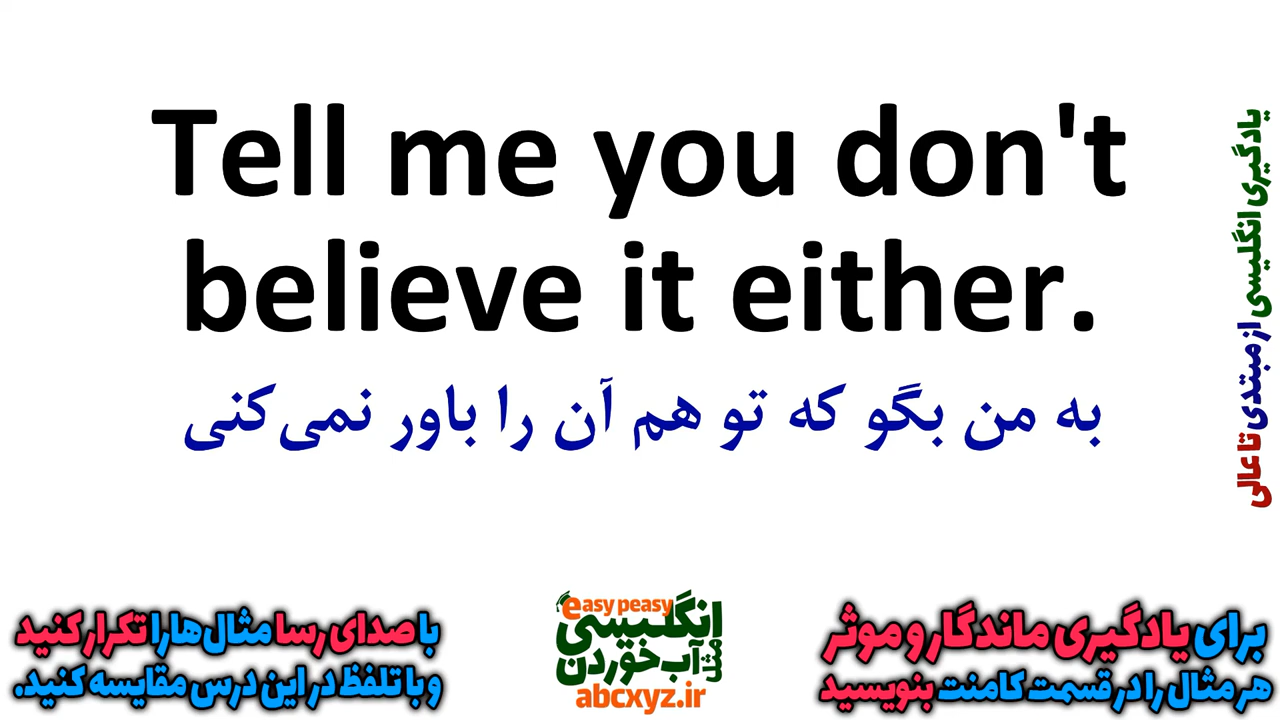 Tell me you don't
believe it either.
به من بگو که تو هم آن را باور نمی‌کنی
یادگیری انگلیسی از مبتدی تا عالی
برای یادگیری ماندگار و موثر
هر مثال را در قسمت کامنت بنویسید
easy peasy
انگلیسی
مثل
آب خوردن
abcxyz.ir
با صدای رسا مثال‌ها را تکرار کنید
و با تلفظ در این درس مقایسه کنید.